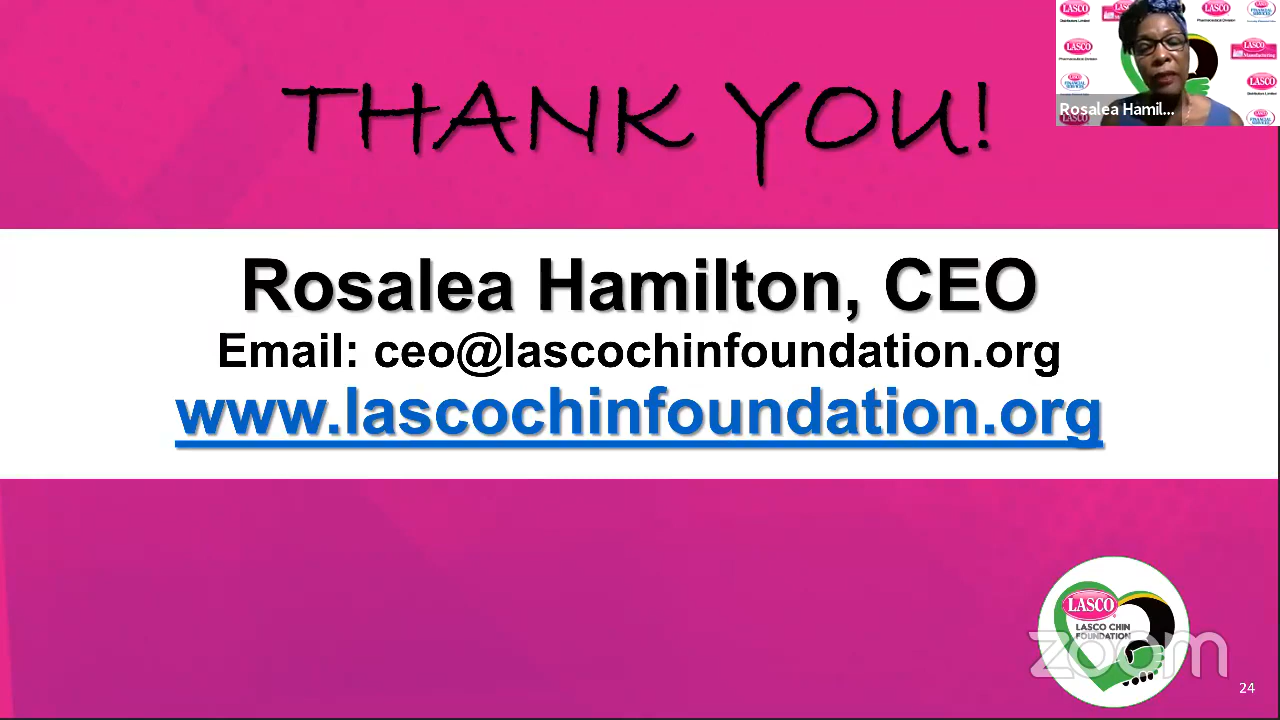 THANK YOU!
Rosalea Hamilton, CEO
Email: ceo@lascochinfoundation.org
www.lascochinfoundation.org
Rosalea Hamil...
LASCO
LASCO CHIN
FOUNDATION
zoom
24